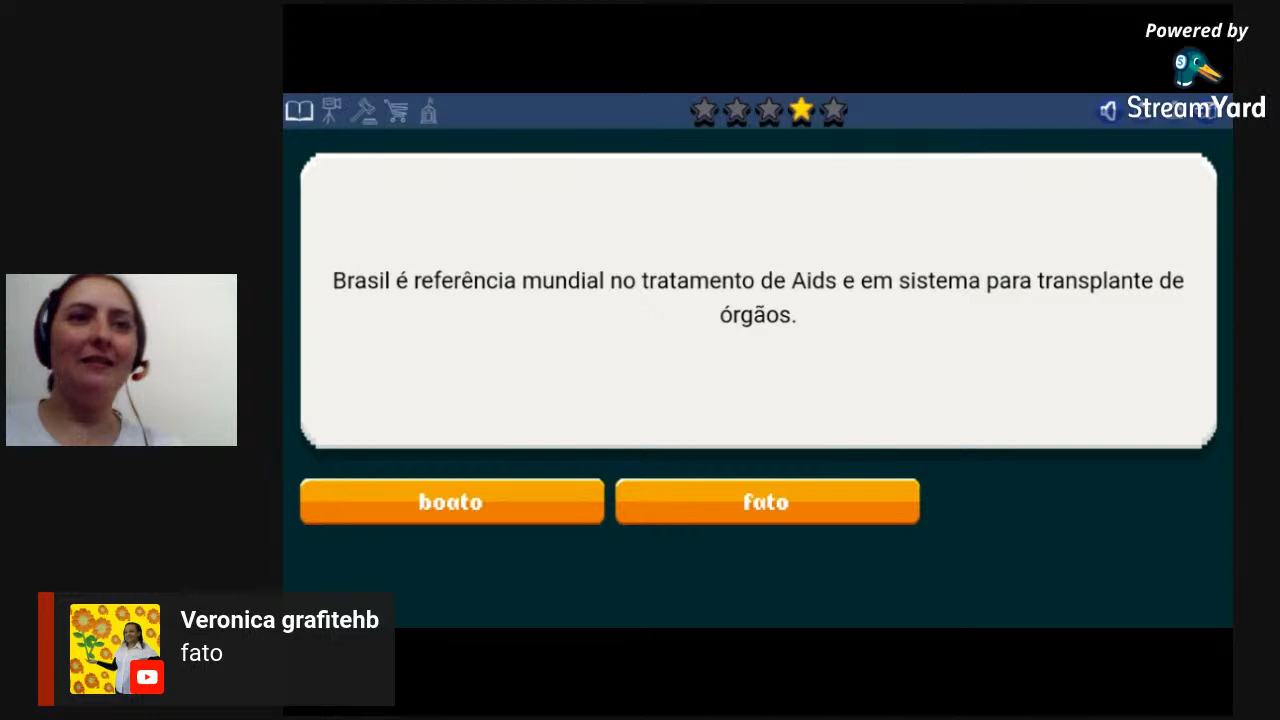 Powered by
StreamYard
Brasil é referência mundial no tratamento de Aids e em sistema para transplante de
órgãos.
boato
fato
Veronica grafitehb
fato